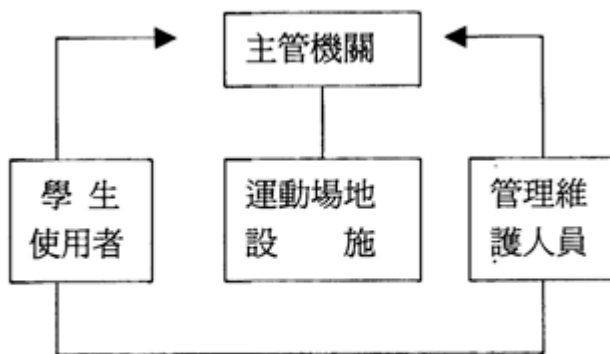 主管機關
學生
使用者
運動場地
設施
管理維
護人員